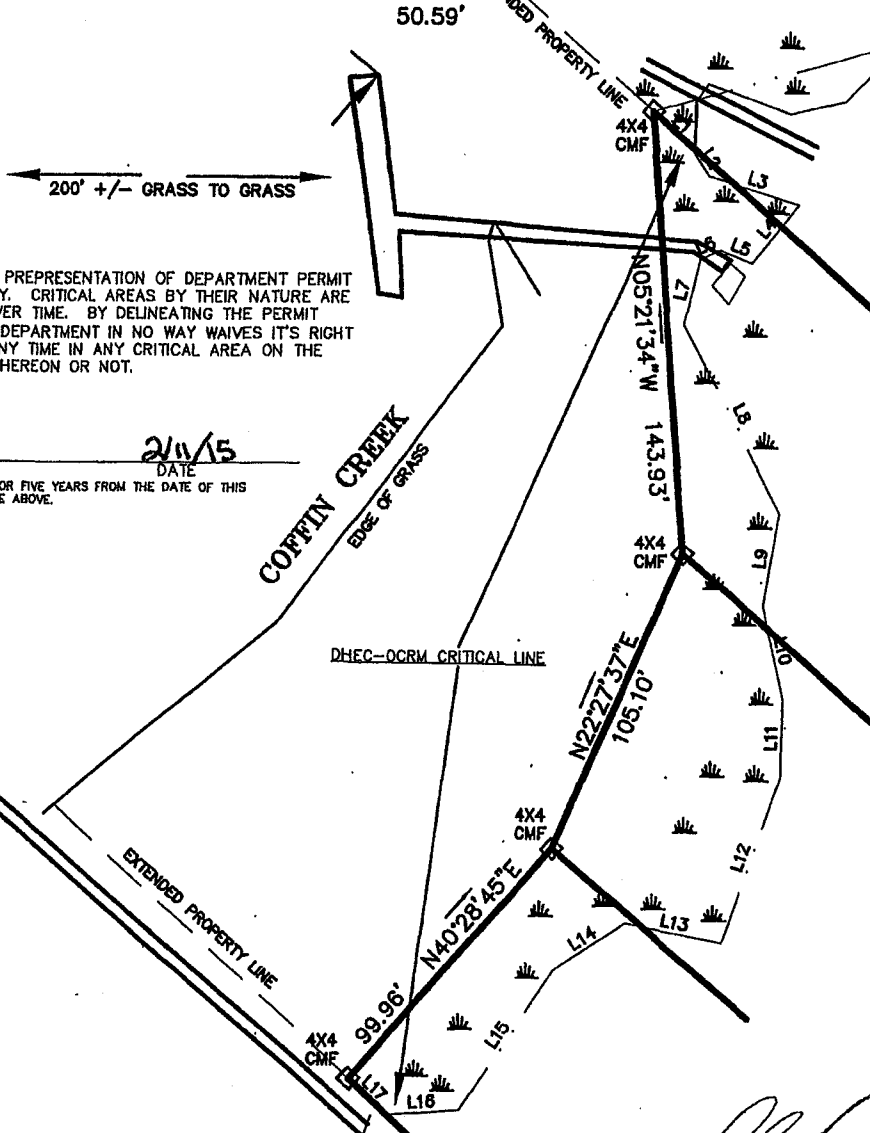 50.59'
NDED PROPERTY LINE
4X4
CMF
L2
L3
L4
L5
L7
200' +/- GRASS TO GRASS
PREPRESENTATION OF DEPARTMENT PERMIT
Y. CRITICAL AREAS BY THEIR NATURE ARE
VER TIME. BY DELINEATING THE PERMIT
DEPARTMENT IN NO WAY WAIVES IT'S RIGHT
NY TIME IN ANY CRITICAL AREA ON THE
HEREON OR NOT.
N05°21'34"W 143.93'
L8
2/11/15
DATE
OR FIVE YEARS FROM THE DATE OF THIS
E ABOVE.
COFFIN CREEK
EDGE OF GRASS
4X4
CMF
L9
L10
DHEC-OCRM CRITICAL LINE
N22°27'37"E
105.10'
L11
4X4
CMF
L12
EXTENDED PROPERTY LINE
N40°28'45"E
99.96'
L13
L14
L15
4X4
CMF
L17
L16